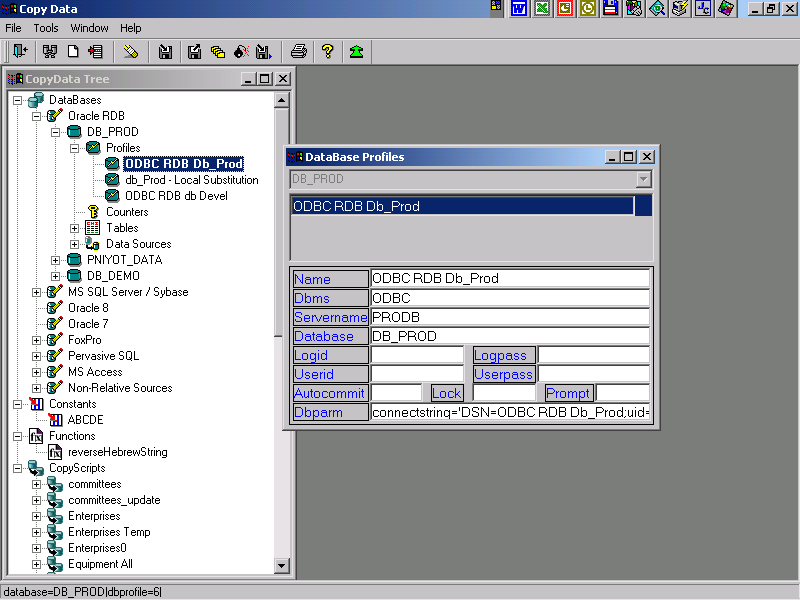 Copy Data
File Tools Window Help
CopyData Tree
DataBases
Oracle RDB
DB_PROD
Profiles
ODBC RDB Db_Prod
db_Prod - Local Substitution
ODBC RDB db Devel
Counters
Tables
Data Sources
PNIYOT_DATA
DB_DEMO
MS SQL Server / Sybase
Oracle 8
Oracle 7
FoxPro
Pervasive SQL
MS Access
Non-Relative Sources
Constants
ABCDE
Functions
reverseHebrewString
CopyScripts
committees
committees_update
Enterprises
Enterprises Temp
Enterprises0
Equipment All
DataBase Profiles
DB_PROD
ODBC RDB Db_Prod
Name ODBC RDB Db_Prod
Dbms ODBC
Servername PRODB
Database DB_PROD
Logid Logpass
Userid Userpass
Autocommit Lock Prompt
Dbparm connectstring='DSN=ODBC RDB Db_Prod;uid=
database=DB_PROD|dbprofile=6|